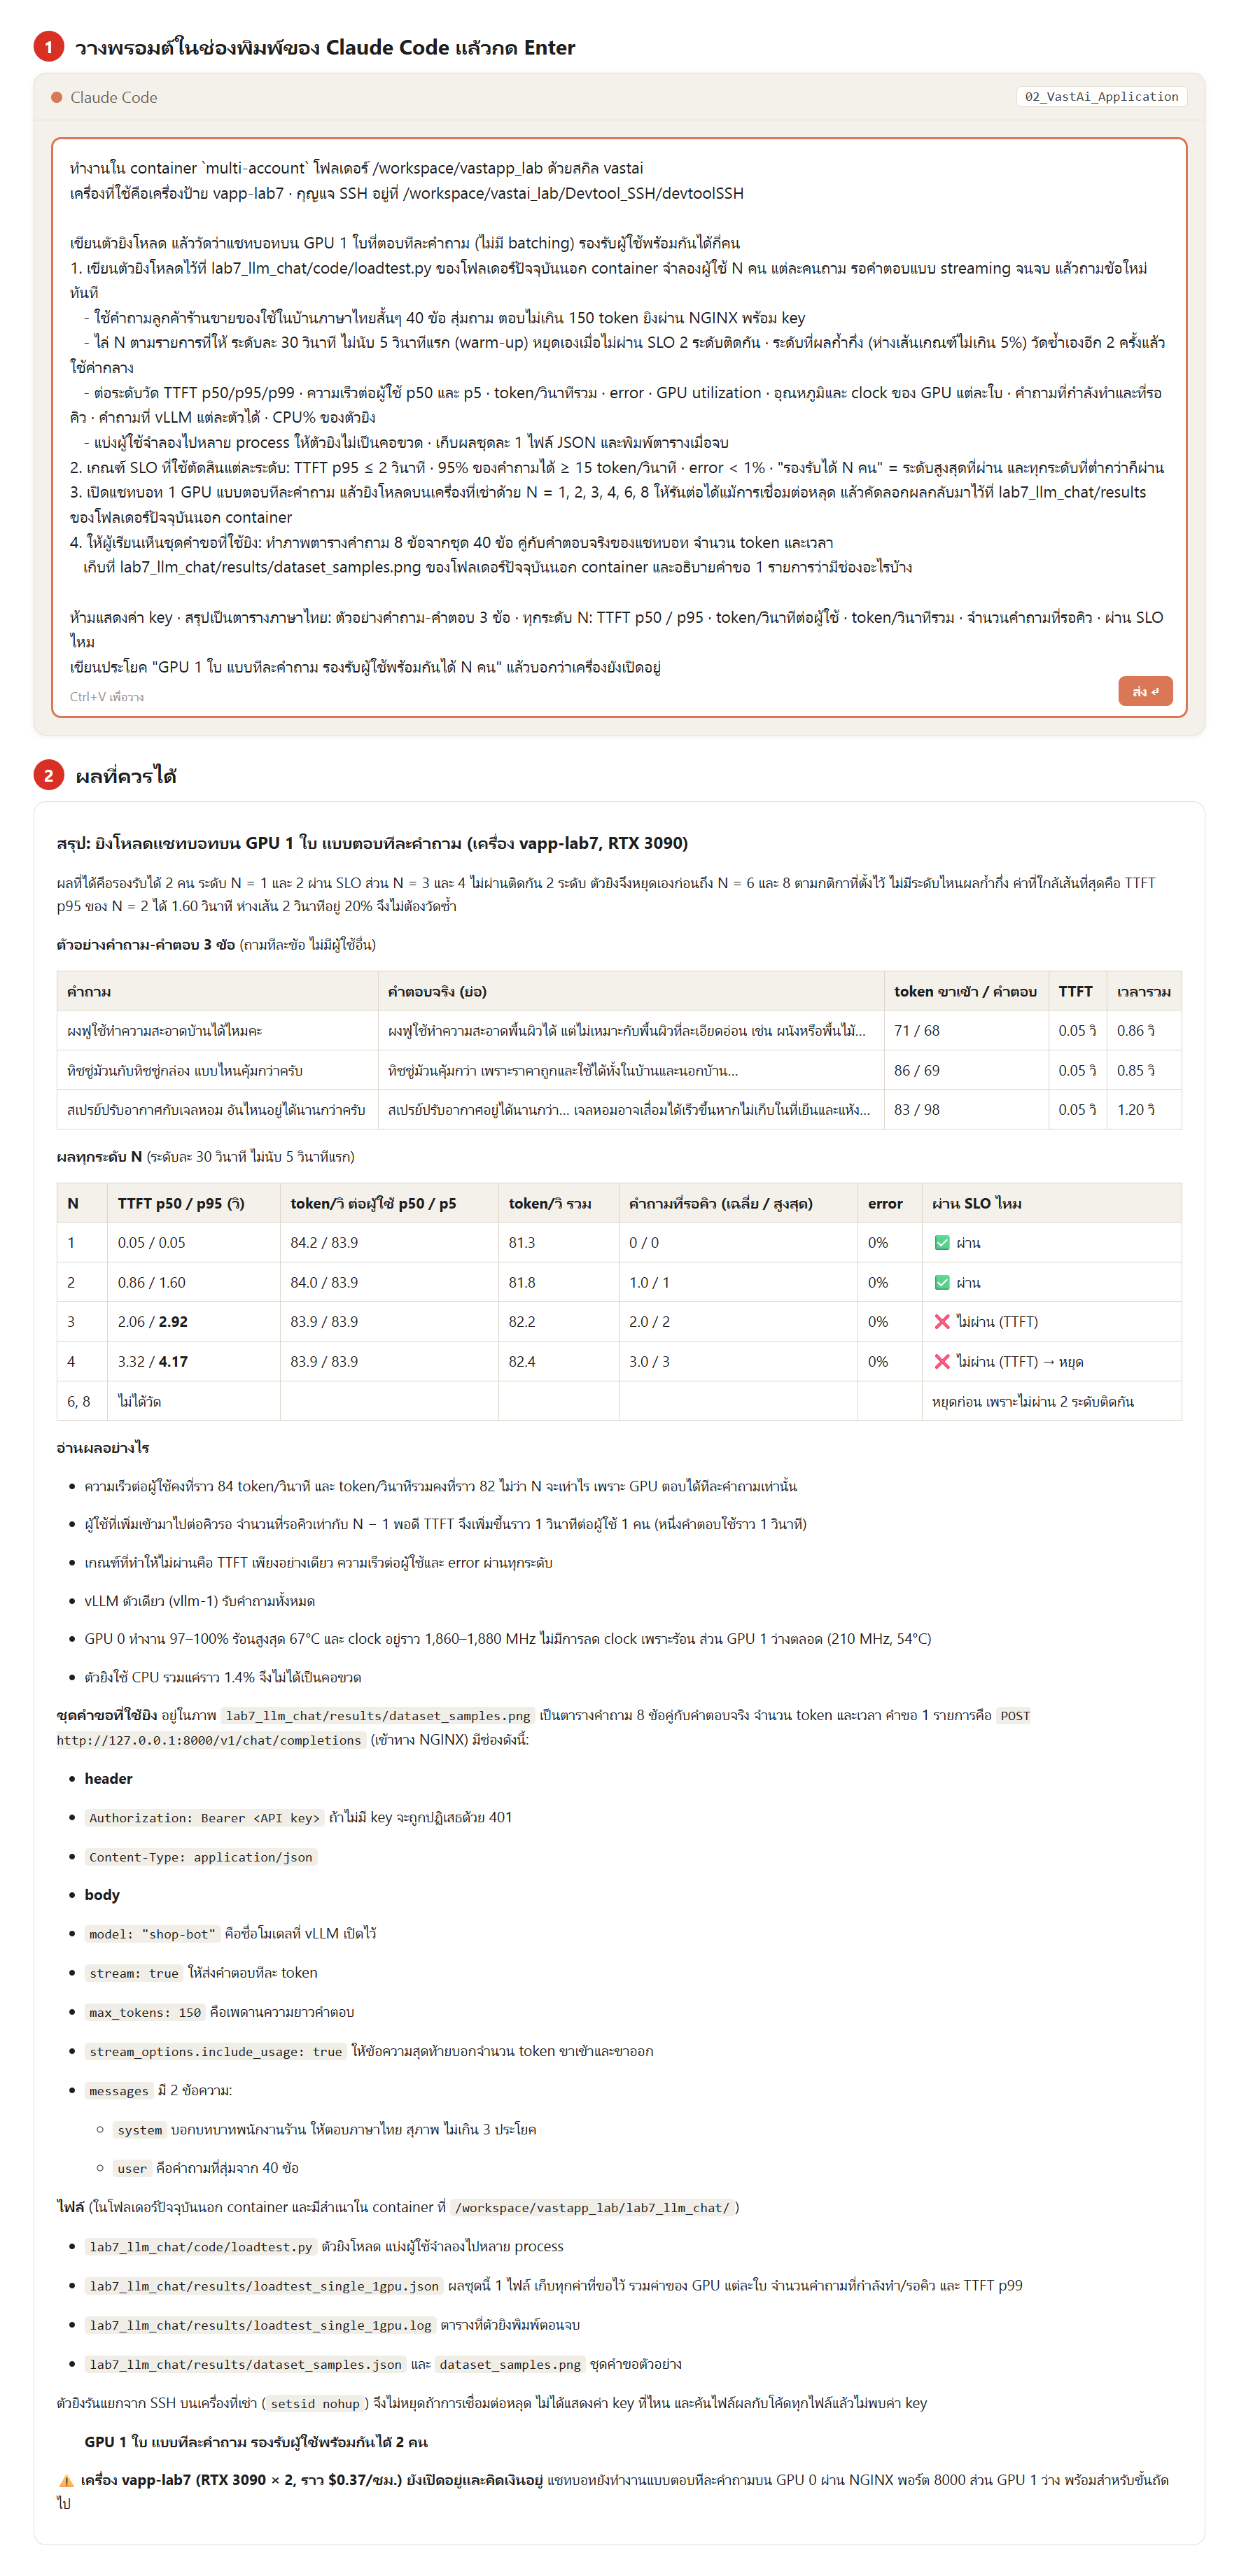 1 วางพรอมต์ในช่องพิมพ์ของ Claude Code แล้วกด Enter
Claude Code
02_VastAi_Application
ทำงานใน container `multi-account` โฟลเดอร์ /workspace/vastapp_lab ด้วยสกิล vastai
เครื่องที่ใช้คือเครื่องป้าย vapp-lab7 · กุญแจ SSH อยู่ที่ /workspace/vastai_lab/Devtool_SSH/devtoolSSH
เขียนตัวยิงโหลด แล้ววัดว่าแชทบอทบน GPU 1 ใบที่ตอบทีละคำถาม (ไม่มี batching) รองรับผู้ใช้พร้อมกันได้กี่คน
1. เขียนตัวยิงโหลดไว้ที่ lab7_llm_chat/code/loadtest.py ของโฟลเดอร์ปัจจุบันนอก container จำลองผู้ใช้ N คน แต่ละคนถาม รอคำตอบแบบ streaming จนจบ แล้วถามข้อใหม่
ทันที
- ใช้คำถามลูกค้าร้านขายของใช้ในบ้านภาษาไทยสั้นๆ 40 ข้อ สุ่มถาม ตอบไม่เกิน 150 token ยิงผ่าน NGINX พร้อม key
- ไล่ N ตามรายการที่ให้ ระดับละ 30 วินาที ไม่นับ 5 วินาทีแรก (warm-up) หยุดเองเมื่อไม่ผ่าน SLO 2 ระดับติดกัน · ระดับที่ผลก้ำกึ่ง (ห่างเส้นเกณฑ์ไม่เกิน 5%) วัดซ้ำเองอีก 2 ครั้งแล้ว
ใช้ค่ากลาง
- ต่อระดับวัด TTFT p50/p95/p99 · ความเร็วต่อผู้ใช้ p50 และ p5 · token/วินาทีรวม · error · GPU utilization · อุณหภูมิและ clock ของ GPU แต่ละใบ · คำถามที่กำลังทำและที่รอ
คิว · คำถามที่ vLLM แต่ละตัวได้ · CPU% ของตัวยิง
- แบ่งผู้ใช้จำลองไปหลาย process ให้ตัวยิงไม่เป็นคอขวด · เก็บผลชุดละ 1 ไฟล์ JSON และพิมพ์ตารางเมื่อจบ
2. เกณฑ์ SLO ที่ใช้ตัดสินแต่ละระดับ: TTFT p95 ≤ 2 วินาที · 95% ของคำถามได้ ≥ 15 token/วินาที · error < 1% · "รองรับได้ N คน" = ระดับสูงสุดที่ผ่าน และทุกระดับที่ต่ำกว่าก็ผ่าน
3. เปิดแชทบอท 1 GPU แบบตอบทีละคำถาม แล้วยิงโหลดบนเครื่องที่เช่าด้วย N = 1, 2, 3, 4, 6, 8 ให้รันต่อได้แม้การเชื่อมต่อหลุด แล้วคัดลอกผลกลับมาไว้ที่ lab7_llm_chat/results
ของโฟลเดอร์ปัจจุบันนอก container
4. ให้ผู้เรียนเห็นชุดคำขอที่ใช้ยิง: ทำภาพตารางคำถาม 8 ข้อจากชุด 40 ข้อ คู่กับคำตอบจริงของแชทบอท จำนวน token และเวลา
เก็บที่ lab7_llm_chat/results/dataset_samples.png ของโฟลเดอร์ปัจจุบันนอก container และอธิบายคำขอ 1 รายการว่ามีช่องอะไรบ้าง
ห้ามแสดงค่า key · สรุปเป็นตารางภาษาไทย: ตัวอย่างคำถาม-คำตอบ 3 ข้อ · ทุกระดับ N: TTFT p50 / p95 · token/วินาทีต่อผู้ใช้ · token/วินาทีรวม · จำนวนคำถามที่รอคิว · ผ่าน SLO
ไหม
เขียนประโยค "GPU 1 ใบ แบบทีละคำถาม รองรับผู้ใช้พร้อมกันได้ N คน" แล้วบอกว่าเครื่องยังเปิดอยู่
Ctrl+V เพื่อวาง
ส่ง ⏎
2 ผลที่ควรได้
สรุป: ยิงโหลดแชทบอทบน GPU 1 ใบ แบบตอบทีละคำถาม (เครื่อง vapp-lab7, RTX 3090)
ผลที่ได้คือรองรับได้ 2 คน ระดับ N = 1 และ 2 ผ่าน SLO ส่วน N = 3 และ 4 ไม่ผ่านติดกัน 2 ระดับ ตัวยิงจึงหยุดเองก่อนถึง N = 6 และ 8 ตามกติกาที่ตั้งไว้ ไม่มีระดับไหนผลก้ำกึ่ง ค่าที่ใกล้เส้นที่สุดคือ TTFT
p95 ของ N = 2 ได้ 1.60 วินาที ห่างเส้น 2 วินาทีอยู่ 20% จึงไม่ต้องวัดซ้ำ
ตัวอย่างคำถาม-คำตอบ 3 ข้อ (ถามทีละข้อ ไม่มีผู้ใช้อื่น)
คำถาม คำตอบจริง (ย่อ) token ขาเข้า / คำตอบ TTFT เวลารวม
ผงฟูใช้ทำความสะอาดบ้านได้ไหมคะ ผงฟูใช้ทำความสะอาดพื้นผิวได้ แต่ไม่เหมาะกับพื้นผิวที่ละเอียดอ่อน เช่น ผนังหรือพื้นไม้... 71 / 68 0.05 วิ 0.86 วิ
ทิชชู่ม้วนกับทิชชู่กล่อง แบบไหนคุ้มกว่าครับ ทิชชู่ม้วนคุ้มกว่า เพราะราคาถูกและใช้ได้ทั้งในบ้านและนอกบ้าน... 86 / 69 0.05 วิ 0.85 วิ
สเปรย์ปรับอากาศกับเจลหอม อันไหนอยู่ได้นานกว่าครับ สเปรย์ปรับอากาศอยู่ได้นานกว่า... เจลหอมอาจเสื่อมได้เร็วขึ้นหากไม่เก็บในที่เย็นและแห้ง... 83 / 98 0.05 วิ 1.20 วิ
ผลทุกระดับ N (ระดับละ 30 วินาที ไม่นับ 5 วินาทีแรก)
N TTFT p50 / p95 (วิ) token/วิ ต่อผู้ใช้ p50 / p5 token/วิ รวม คำถามที่รอคิว (เฉลี่ย / สูงสุด) error ผ่าน SLO ไหม
1 0.05 / 0.05 84.2 / 83.9 81.3 0 / 0 0% ✅ ผ่าน
2 0.86 / 1.60 84.0 / 83.9 81.8 1.0 / 1 0% ✅ ผ่าน
3 2.06 / 2.92 83.9 / 83.9 82.2 2.0 / 2 0% ❌ ไม่ผ่าน (TTFT)
4 3.32 / 4.17 83.9 / 83.9 82.4 3.0 / 3 0% ❌ ไม่ผ่าน (TTFT) → หยุด
6, 8 ไม่ได้วัด หยุดก่อน เพราะไม่ผ่าน 2 ระดับติดกัน
อ่านผลอย่างไร
• ความเร็วต่อผู้ใช้คงที่ราว 84 token/วินาที และ token/วินาทีรวมคงที่ราว 82 ไม่ว่า N จะเท่าไร เพราะ GPU ตอบได้ทีละคำถามเท่านั้น
• ผู้ใช้ที่เพิ่มเข้ามาไปต่อคิวรอ จำนวนที่รอคิวเท่ากับ N − 1 พอดี TTFT จึงเพิ่มขึ้นราว 1 วินาทีต่อผู้ใช้ 1 คน (หนึ่งคำตอบใช้ราว 1 วินาที)
• เกณฑ์ที่ทำให้ไม่ผ่านคือ TTFT เพียงอย่างเดียว ความเร็วต่อผู้ใช้และ error ผ่านทุกระดับ
• vLLM ตัวเดียว (vllm-1) รับคำถามทั้งหมด
• GPU 0 ทำงาน 97–100% ร้อนสูงสุด 67°C และ clock อยู่ราว 1,860–1,880 MHz ไม่มีการลด clock เพราะร้อน ส่วน GPU 1 ว่างตลอด (210 MHz, 54°C)
• ตัวยิงใช้ CPU รวมแค่ราว 1.4% จึงไม่ได้เป็นคอขวด
ชุดคำขอที่ใช้ยิง อยู่ในภาพ lab7_llm_chat/results/dataset_samples.png เป็นตารางคำถาม 8 ข้อคู่กับคำตอบจริง จำนวน token และเวลา คำขอ 1 รายการคือ POST
http://127.0.0.1:8000/v1/chat/completions (เข้าทาง NGINX) มีช่องดังนี้:
• header
• Authorization: Bearer <API key> ถ้าไม่มี key จะถูกปฏิเสธด้วย 401
• Content-Type: application/json
• body
• model: "shop-bot" คือชื่อโมเดลที่ vLLM เปิดไว้
• stream: true ให้ส่งคำตอบทีละ token
• max_tokens: 150 คือเพดานความยาวคำตอบ
• stream_options.include_usage: true ให้ข้อความสุดท้ายบอกจำนวน token ขาเข้าและขาออก
• messages มี 2 ข้อความ:
○ system บอกบทบาทพนักงานร้าน ให้ตอบภาษาไทย สุภาพ ไม่เกิน 3 ประโยค
○ user คือคำถามที่สุ่มจาก 40 ข้อ
ไฟล์ (ในโฟลเดอร์ปัจจุบันนอก container และมีสำเนาใน container ที่ /workspace/vastapp_lab/lab7_llm_chat/ )
• lab7_llm_chat/code/loadtest.py ตัวยิงโหลด แบ่งผู้ใช้จำลองไปหลาย process
• lab7_llm_chat/results/loadtest_single_1gpu.json ผลชุดนี้ 1 ไฟล์ เก็บทุกค่าที่ขอไว้ รวมค่าของ GPU แต่ละใบ จำนวนคำถามที่กำลังทำ/รอคิว และ TTFT p99
• lab7_llm_chat/results/loadtest_single_1gpu.log ตารางที่ตัวยิงพิมพ์ตอนจบ
• lab7_llm_chat/results/dataset_samples.json และ dataset_samples.png ชุดคำขอตัวอย่าง
ตัวยิงรันแยกจาก SSH บนเครื่องที่เช่า ( setsid nohup ) จึงไม่หยุดถ้าการเชื่อมต่อหลุด ไม่ได้แสดงค่า key ที่ไหน และค้นไฟล์ผลกับโค้ดทุกไฟล์แล้วไม่พบค่า key
GPU 1 ใบ แบบทีละคำถาม รองรับผู้ใช้พร้อมกันได้ 2 คน
⚠️ เครื่อง vapp-lab7 (RTX 3090 × 2, ราว $0.37/ชม.) ยังเปิดอยู่และคิดเงินอยู่ แชทบอทยังทำงานแบบตอบทีละคำถามบน GPU 0 ผ่าน NGINX พอร์ต 8000 ส่วน GPU 1 ว่าง พร้อมสำหรับขั้นถัด
ไป